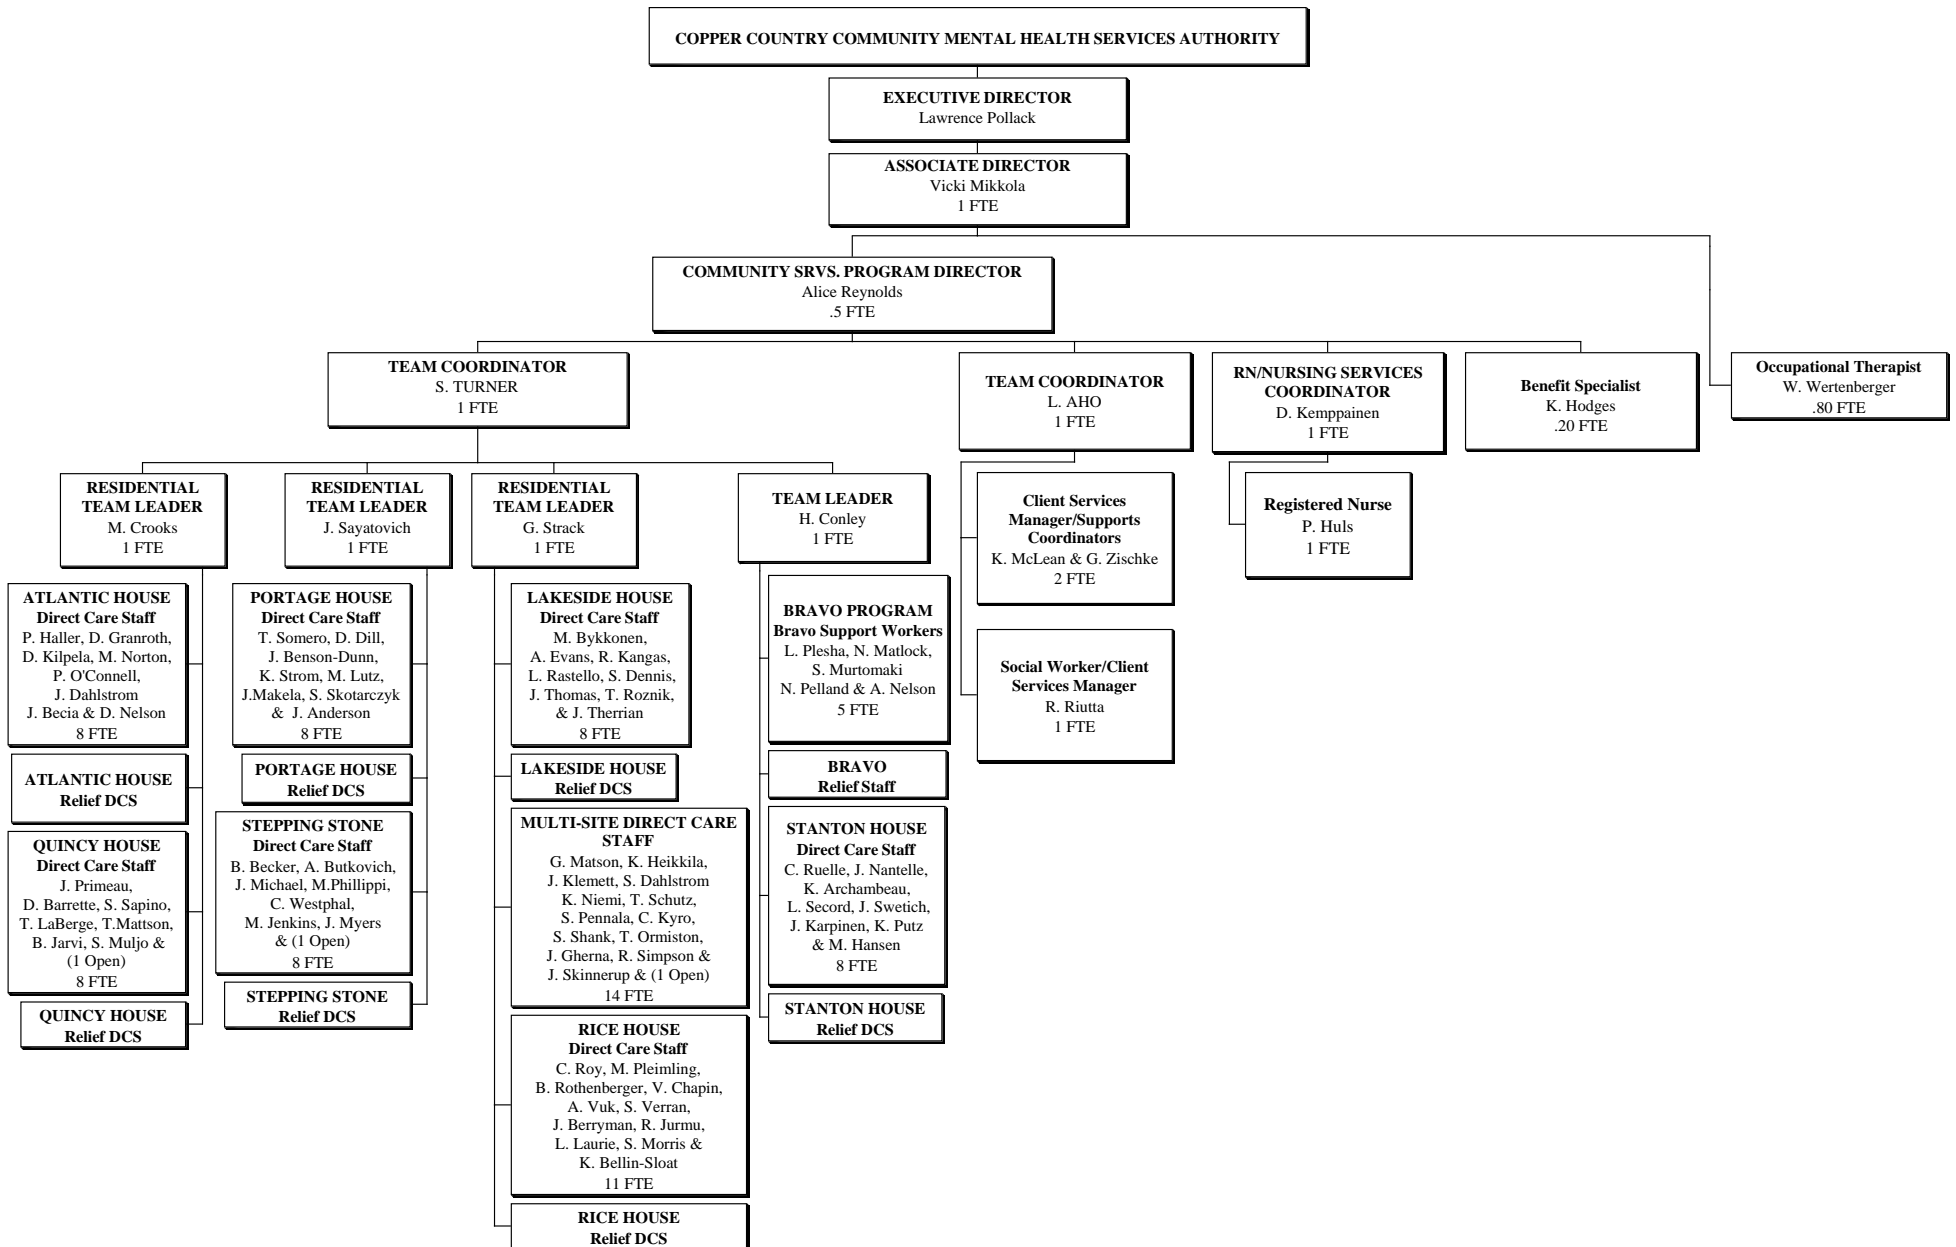 COPPER COUNTRY COMMUNITY MENTAL HEALTH SERVICES AUTHORITY
EXECUTIVE DIRECTOR
Lawrence Pollack
ASSOCIATE DIRECTOR
Vicki Mikkola
1 FTE
COMMUNITY SRVS. PROGRAM DIRECTOR
Alice Reynolds
.5 FTE
TEAM COORDINATOR
S. TURNER
1 FTE
TEAM COORDINATOR
L. AHO
1 FTE
RN/NURSING SERVICES
COORDINATOR
D. Kemppainen
1 FTE
Benefit Specialist
K. Hodges
.20 FTE
Occupational Therapist
W. Wertenberger
.80 FTE
RESIDENTIAL
TEAM LEADER
M. Crooks
1 FTE
RESIDENTIAL
TEAM LEADER
J. Sayatovich
1 FTE
RESIDENTIAL
TEAM LEADER
G. Strack
1 FTE
TEAM LEADER
H. Conley
1 FTE
Client Services
Manager/Supports
Coordinators
K. McLean & G. Zischke
2 FTE
Registered Nurse
P. Huls
1 FTE
Social Worker/Client
Services Manager
R. Riutta
1 FTE
ATLANTIC HOUSE
Direct Care Staff
P. Haller, D. Granroth,
D. Kilpela, M. Norton,
P. O'Connell,
J. Dahlstrom
J. Becia & D. Nelson
8 FTE
ATLANTIC HOUSE
Relief DCS
QUINCY HOUSE
Direct Care Staff
J. Primeau,
D. Barrette, S. Sapino,
T. LaBerge, T.Mattson,
B. Jarvi, S. Muljo &
(1 Open)
8 FTE
QUINCY HOUSE
Relief DCS
PORTAGE HOUSE
Direct Care Staff
T. Somero, D. Dill,
J. Benson-Dunn,
K. Strom, M. Lutz,
J.Makela, S. Skotarczyk
& J. Anderson
8 FTE
PORTAGE HOUSE
Relief DCS
STEPPING STONE
Direct Care Staff
B. Becker, A. Butkovich,
J. Michael, M.Phillippi,
C. Westphal,
M. Jenkins, J. Myers
& (1 Open)
8 FTE
STEPPING STONE
Relief DCS
LAKESIDE HOUSE
Direct Care Staff
M. Bykkonen,
A. Evans, R. Kangas,
L. Rastello, S. Dennis,
J. Thomas, T. Roznik,
& J. Therrian
8 FTE
LAKESIDE HOUSE
Relief DCS
MULTI-SITE DIRECT CARE
STAFF
G. Matson, K. Heikkila,
J. Klemett, S. Dahlstrom
K. Niemi, T. Schutz,
S. Pennala, C. Kyro,
S. Shank, T. Ormiston,
J. Gherna, R. Simpson &
J. Skinnerup & (1 Open)
14 FTE
RICE HOUSE
Direct Care Staff
C. Roy, M. Pleimling,
B. Rothenberger, V. Chapin,
A. Vuk, S. Verran,
J. Berryman, R. Jurmu,
L. Laurie, S. Morris &
K. Bellin-Sloat
11 FTE
RICE HOUSE
Relief DCS
BRAVO PROGRAM
Bravo Support Workers
L. Plesha, N. Matlock,
S. Murtomaki
N. Pelland & A. Nelson
5 FTE
BRAVO
Relief Staff
STANTON HOUSE
Direct Care Staff
C. Ruelle, J. Nantelle,
K. Archambeau,
L. Secord, J. Swetich,
J. Karpinen, K. Putz
& M. Hansen
8 FTE
STANTON HOUSE
Relief DCS